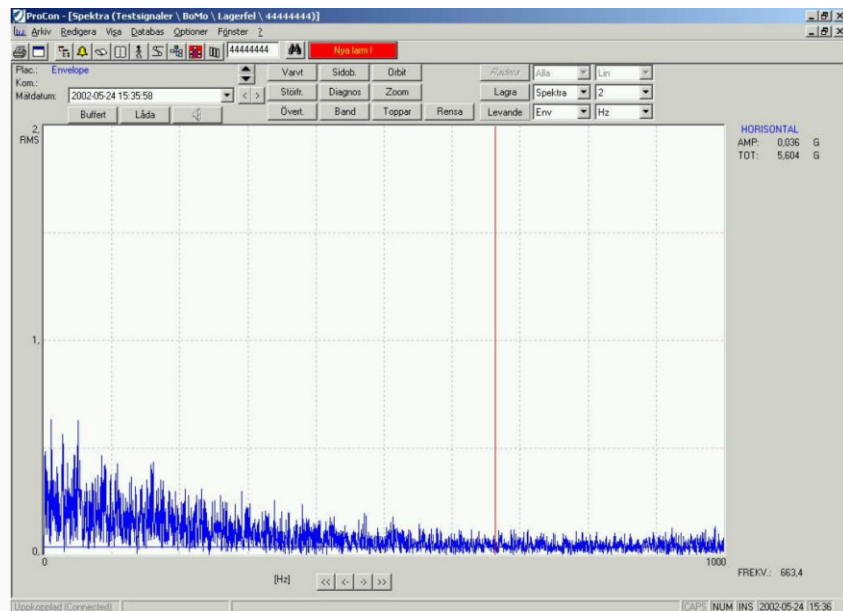 ProCon - [Spektra (Testsignaler \ BoMo \ Lagerfel \ 44444444)]
Arkiv Redigera Visa Databas Optioner Fönster ?
44444444 Nya larm !
Plac.: Envelope
Kom.:
Mätdatum: 2002-05-24 15:35:58 < >
Buffert Låda
Varvt Sidob. Orbit Radera Alla Lin
Störfr. Diagnos Zoom Lagra Spektra 2
Övert. Band Toppar Rensa Levande Env Hz
2,
RMS
HORISONTAL
AMP: 0,036 G
TOT: 5,604 G
1,
0,
0 1000
[Hz] << <- -> >>
FREKV.: 663,4
Uppkopplad (Connected) CAPS NUM INS 2002-05-24 15:36